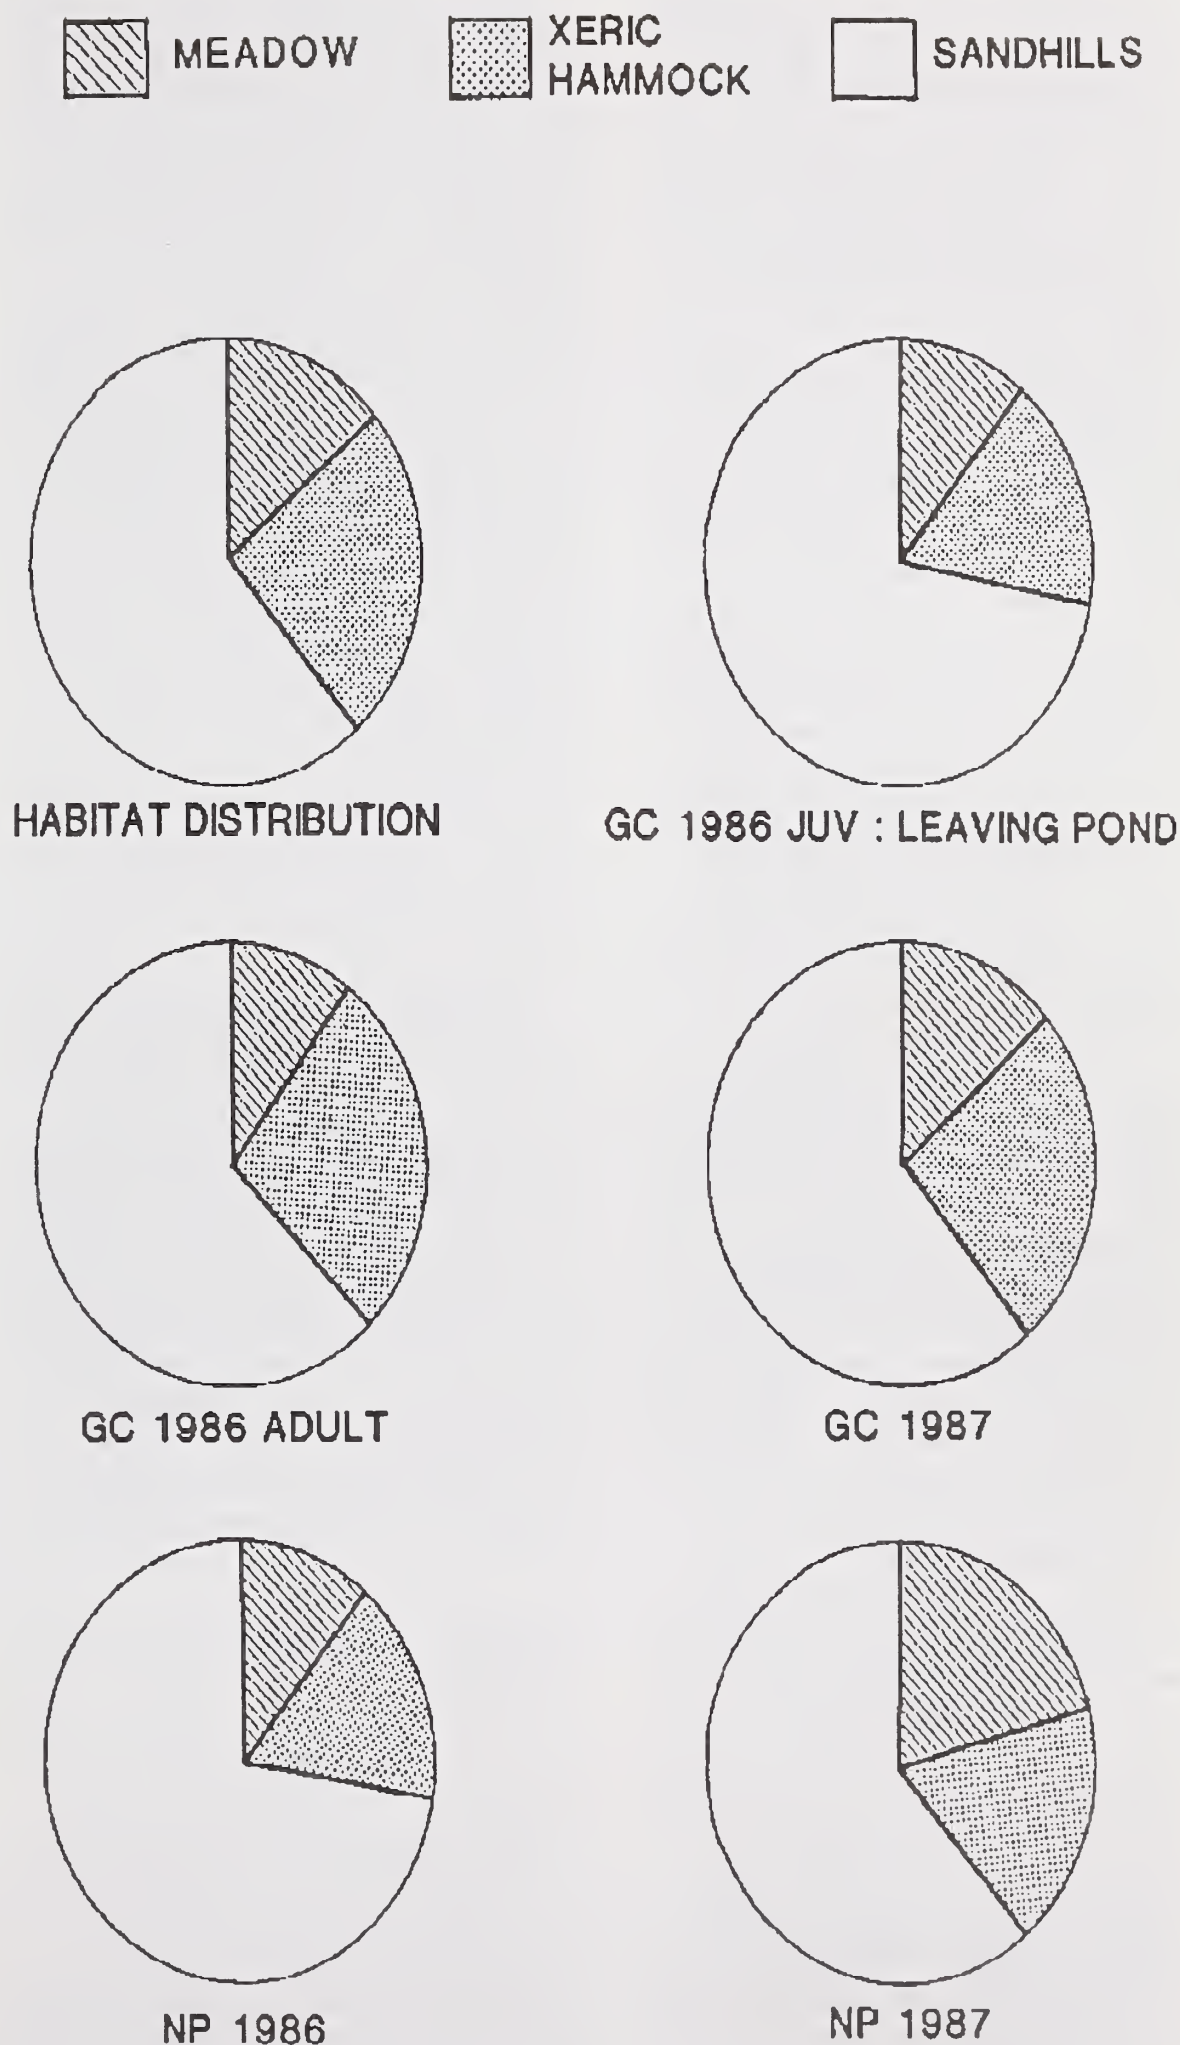 MEADOW
XERIC
HAMMOCK
SANDHILLS
HABITAT DISTRIBUTION
GC 1986 JUV : LEAVING POND
GC 1986 ADULT
GC 1987
NP 1986
NP 1987